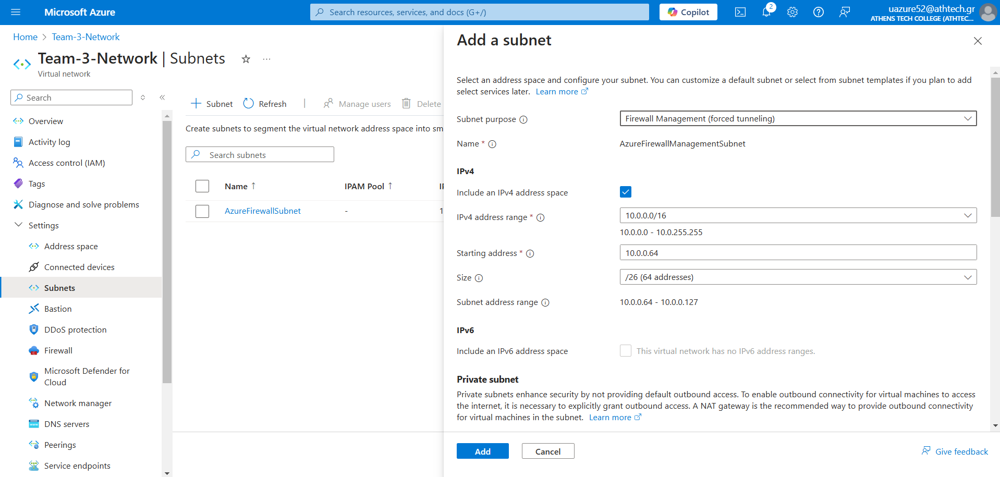 Microsoft Azure
Search resources, services, and docs (G+/)
Copilot
2
uazure52@athtech.gr
ATHENS TECH COLLEGE (ATHTEC...
Home > Team-3-Network
Team-3-Network | Subnets
...
Virtual network
Search
Overview
Activity log
Access control (IAM)
Tags
Diagnose and solve problems
Settings
Address space
Connected devices
Subnets
Bastion
DDoS protection
Firewall
Microsoft Defender for
Cloud
Network manager
DNS servers
Peerings
Service endpoints
Subnet
Refresh
Manage users
Delete
Create subnets to segment the virtual network address space into sm
Search subnets
Name ↑ IPAM Pool ↑
AzureFirewallSubnet - 1
Add a subnet
Select an address space and configure your subnet. You can customize a default subnet or select from subnet templates if you plan to add
select services later. Learn more
Subnet purpose Firewall Management (forced tunneling)
Name * AzureFirewallManagementSubnet
IPv4
Include an IPv4 address space
IPv4 address range * 10.0.0.0/16
10.0.0.0 - 10.0.255.255
Starting address * 10.0.0.64
Size /26 (64 addresses)
Subnet address range 10.0.0.64 - 10.0.0.127
IPv6
Include an IPv6 address space This virtual network has no IPv6 address ranges.
Private subnet
Private subnets enhance security by not providing default outbound access. To enable outbound connectivity for virtual machines to access
the internet, it is necessary to explicitly grant outbound access. A NAT gateway is the recommended way to provide outbound connectivity
for virtual machines in the subnet. Learn more
Add
Cancel
Give feedback